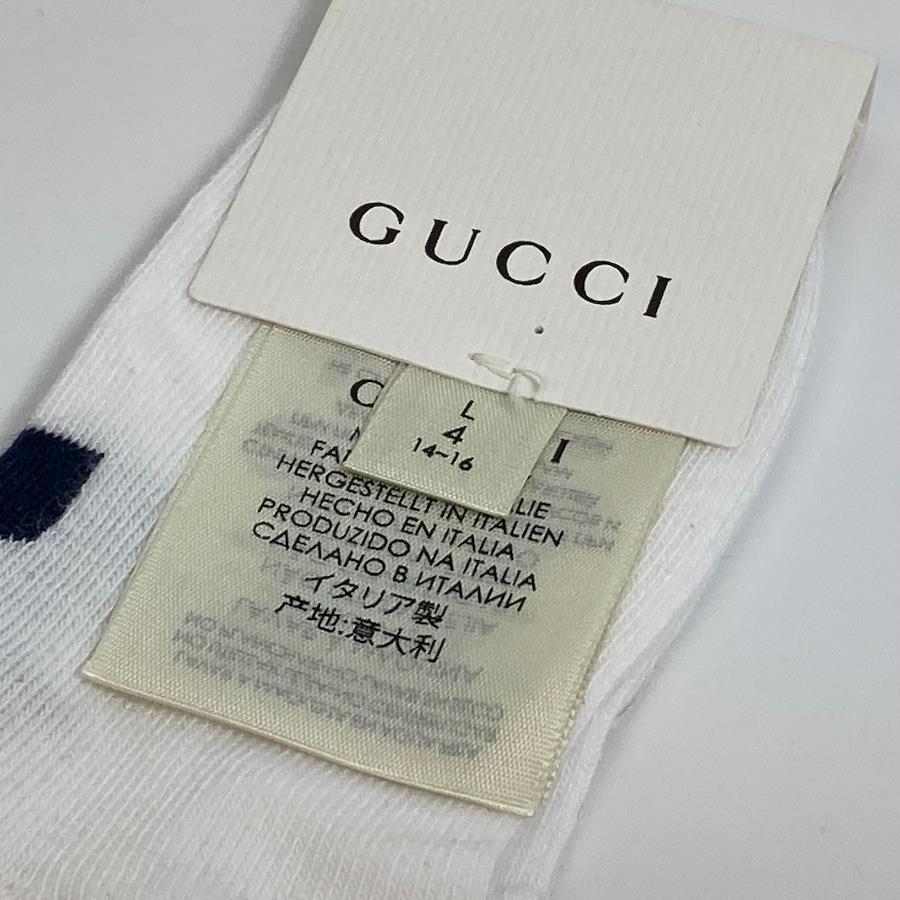 GUCCI
L
4
14~16
I
HERGESTELLT IN ITALIEN
HECHO EN ITALIA
PRODUZIDO NA ITALIA
СДЕЛАНО В ИТАЛИИ
イタリア製
产地:意大利